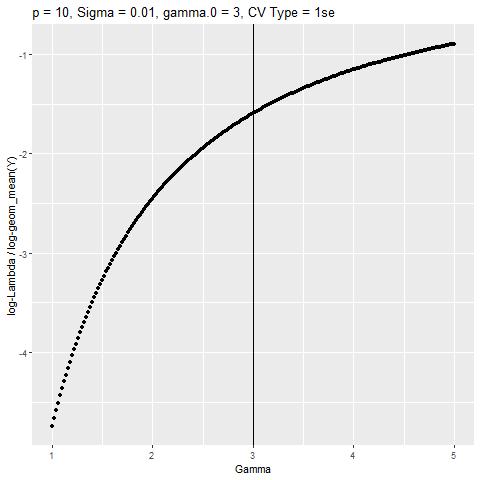 p = 10, Sigma = 0.01, gamma.0 = 3, CV Type = 1se
log-Lambda / log-geom_mean(Y)
-1
-2
-3
-4
1 2 3 4 5
Gamma